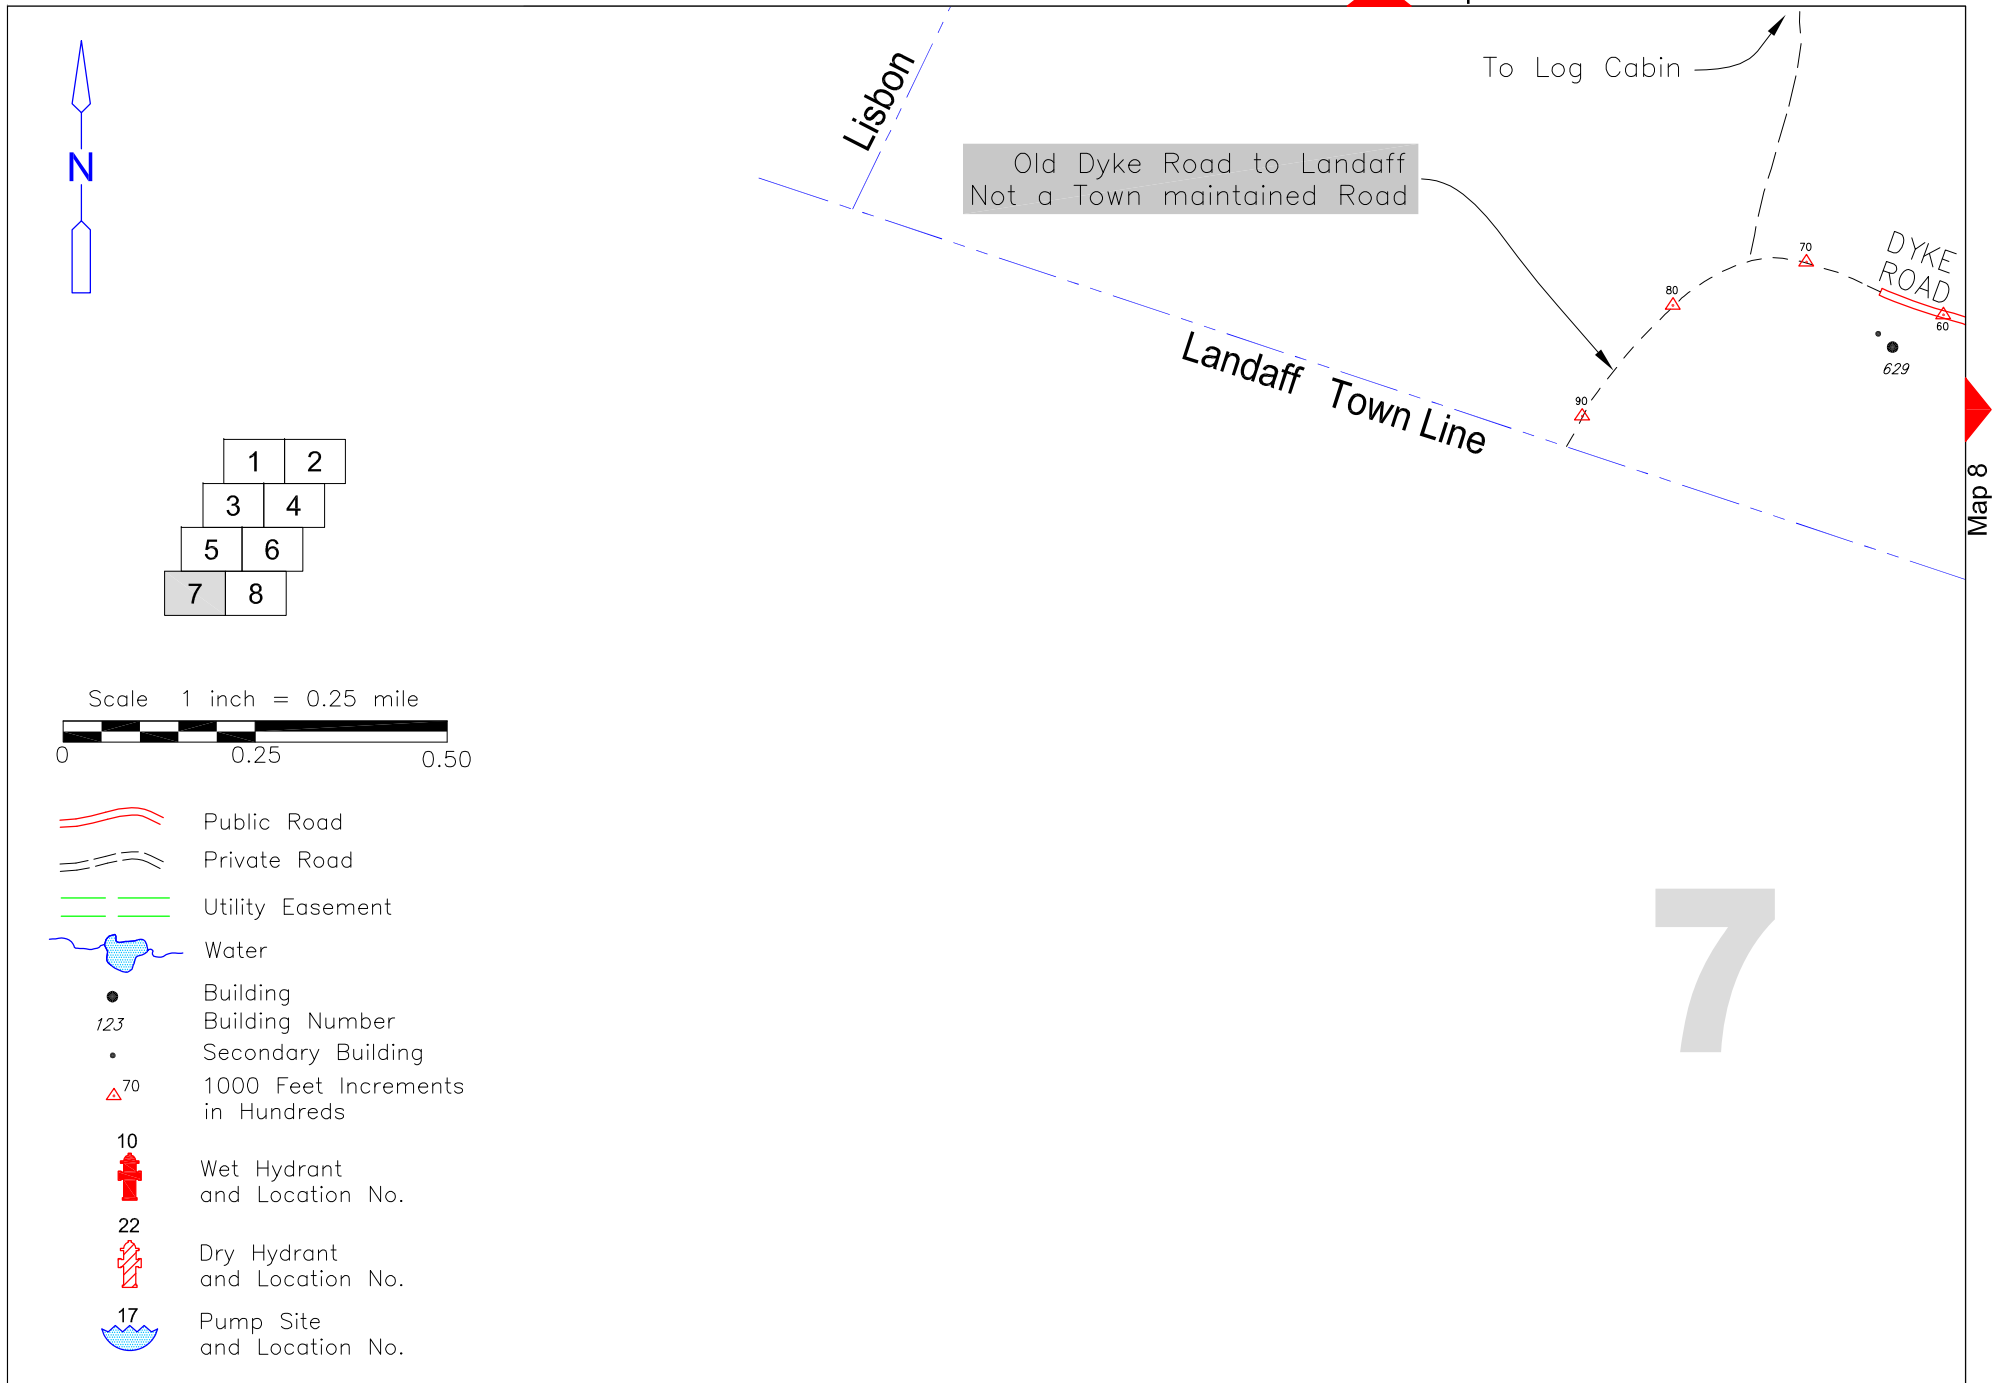 To Log Cabin
Lisbon
Old Dyke Road to Landaff
Not a Town maintained Road
N
70
DYKE
ROAD
80
60
629
90
Landaff Town Line
Map 8
1 2
3 4
5 6
7 8
Scale 1 inch = 0.25 mile
0 0.25 0.50
Public Road
Private Road
Utility Easement
Water
Building
123 Building Number
Secondary Building
70 1000 Feet Increments
in Hundreds
10
Wet Hydrant
and Location No.
22
Dry Hydrant
and Location No.
17
Pump Site
and Location No.
7